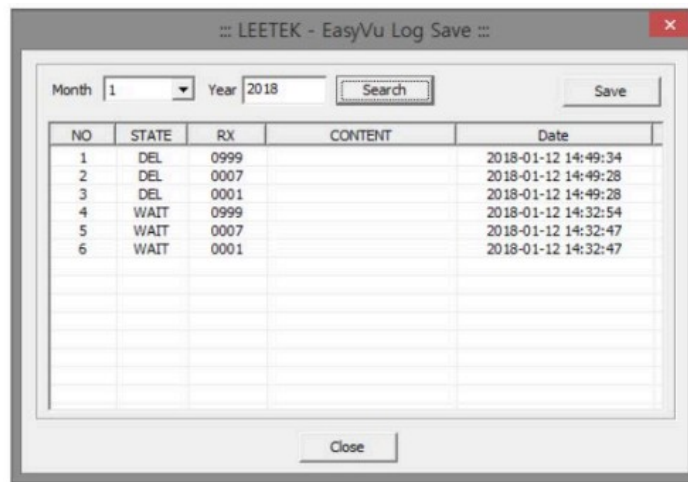 ::: LEETEK - EasyVu Log Save :::
Month 1 Year 2018 Search Save
NO STATE RX CONTENT Date
1 DEL 0999 2018-01-12 14:49:34
2 DEL 0007 2018-01-12 14:49:28
3 DEL 0001 2018-01-12 14:49:28
4 WAIT 0999 2018-01-12 14:32:54
5 WAIT 0007 2018-01-12 14:32:47
6 WAIT 0001 2018-01-12 14:32:47
Close